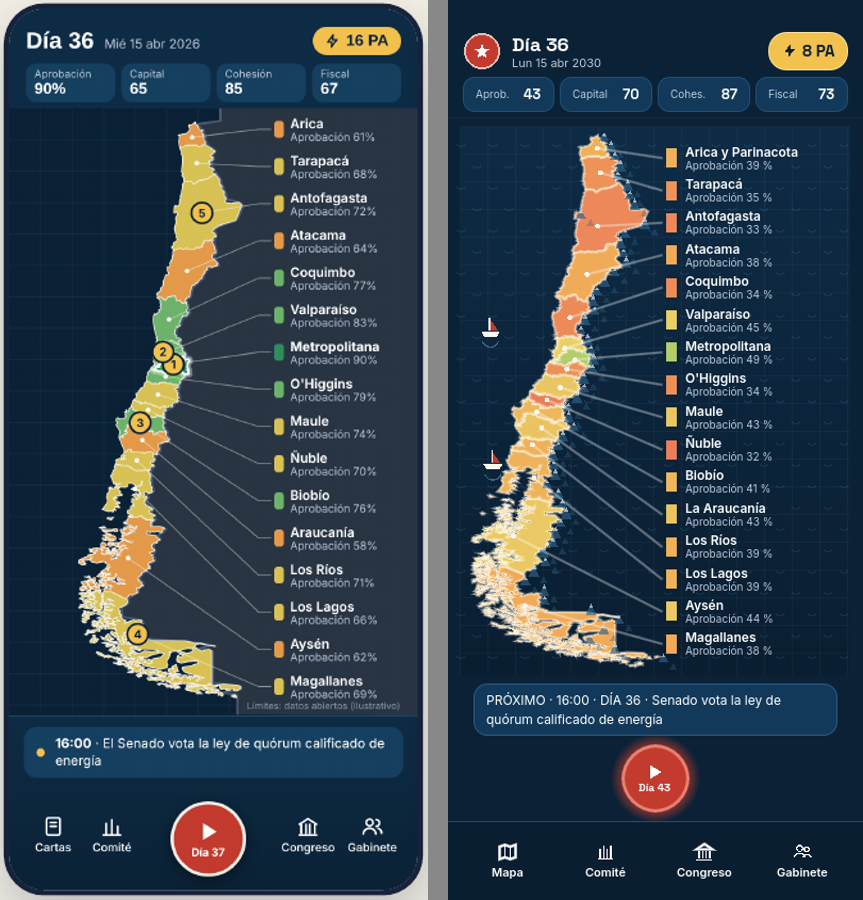 Día 36 Mié 15 abr 2026
16 PA
Aprobación
90%
Capital
65
Cohesión
85
Fiscal
67
Arica
Aprobación 61%
Tarapacá
Aprobación 68%
Antofagasta
Aprobación 72%
Atacama
Aprobación 64%
Coquimbo
Aprobación 77%
Valparaíso
Aprobación 83%
Metropolitana
Aprobación 90%
O'Higgins
Aprobación 79%
Maule
Aprobación 74%
Ñuble
Aprobación 70%
Biobío
Aprobación 76%
Araucanía
Aprobación 58%
Los Ríos
Aprobación 71%
Los Lagos
Aprobación 66%
Aysén
Aprobación 62%
Magallanes
Aprobación 69%
5
2
1
3
4
Límites: datos abiertos (ilustrativo)
16:00 · El Senado vota la ley de quórum calificado de
energía
Cartas
Comité
Día 37
Congreso
Gabinete
Día 36
Lun 15 abr 2030
8 PA
Aprob. 43
Capital 70
Cohes. 87
Fiscal 73
Arica y Parinacota
Aprobación 39 %
Tarapacá
Aprobación 35 %
Antofagasta
Aprobación 33 %
Atacama
Aprobación 38 %
Coquimbo
Aprobación 34 %
Valparaíso
Aprobación 45 %
Metropolitana
Aprobación 49 %
O'Higgins
Aprobación 34 %
Maule
Aprobación 43 %
Ñuble
Aprobación 32 %
Biobío
Aprobación 41 %
La Araucanía
Aprobación 43 %
Los Ríos
Aprobación 39 %
Los Lagos
Aprobación 39 %
Aysén
Aprobación 44 %
Magallanes
Aprobación 38 %
PRÓXIMO · 16:00 · DÍA 36 · Senado vota la ley de
quórum calificado de energía
Día 43
Mapa
Comité
Congreso
Gabinete